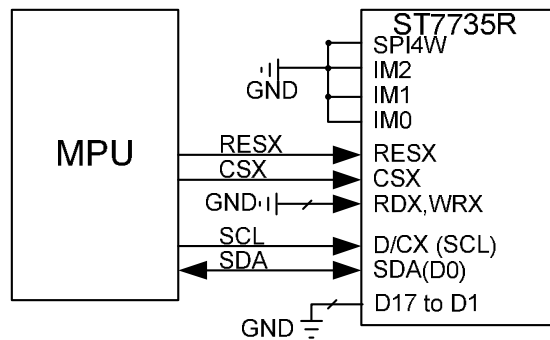 ST7735R
SPI4W
IM2
GND
IM1
IM0
MPU
RESX
RESX
CSX
CSX
GND
RDX,WRX
SCL
D/CX (SCL)
SDA
SDA(D0)
D17 to D1
GND